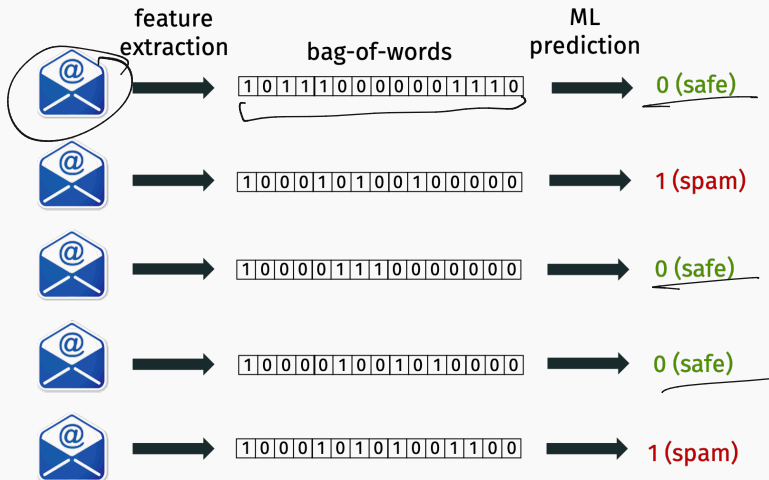 feature
extraction
bag-of-words
ML
prediction
@ 1 0 1 1 1 0 0 0 0 0 0 1 1 1 0 0 (safe)
@ 1 0 0 0 1 0 1 0 0 1 0 0 0 0 0 1 (spam)
@ 1 0 0 0 0 1 1 1 0 0 0 0 0 0 0 0 (safe)
@ 1 0 0 0 0 1 0 0 1 0 1 0 0 0 0 0 (safe)
@ 1 0 0 0 1 0 1 0 1 0 0 1 1 0 0 1 (spam)